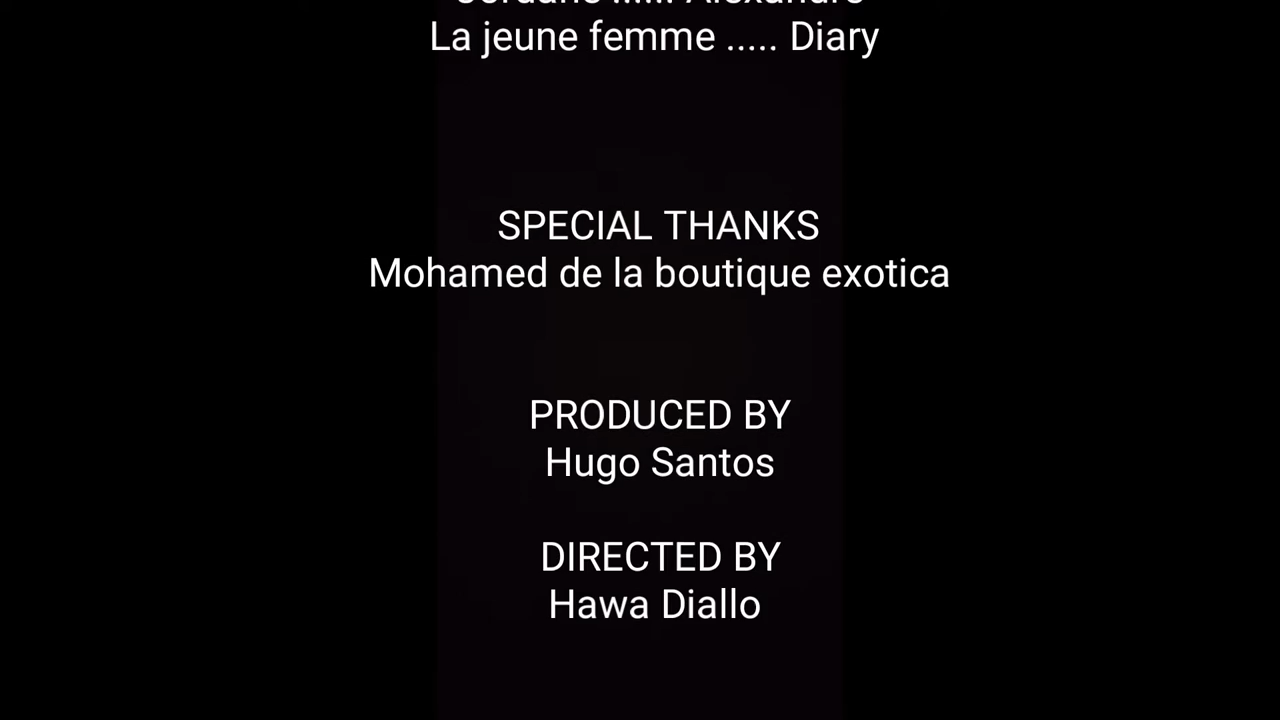 La jeune femme ..... Diary
SPECIAL THANKS
Mohamed de la boutique exotica
PRODUCED BY
Hugo Santos
DIRECTED BY
Hawa Diallo